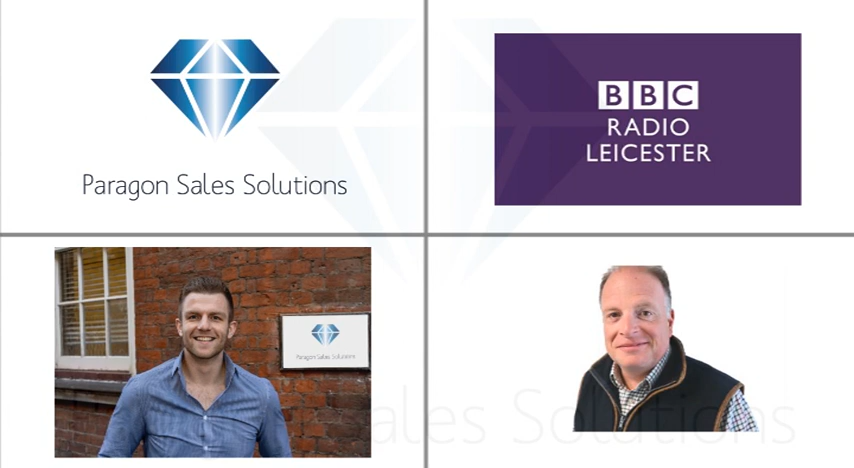 Paragon Sales Solutions
BBC
RADIO
LEICESTER
Paragon Sales Solutions
ales Solutions